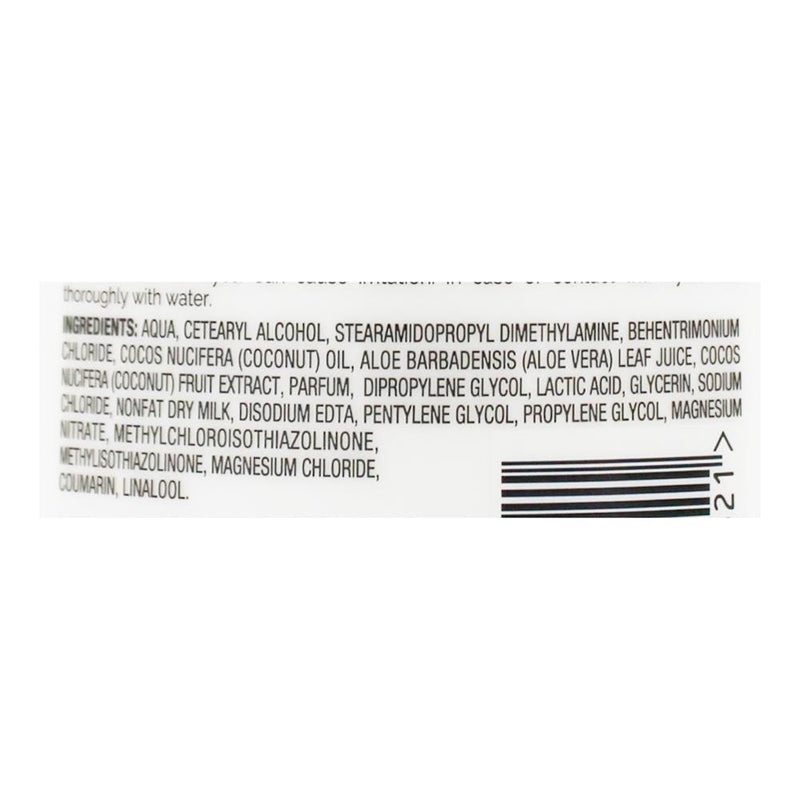 thoroughly with water.
INGREDIENTS: AQUA, CETEARYL ALCOHOL, STEARAMIDOPROPYL DIMETHYLAMINE, BEHENTRIMONIUM
CHLORIDE, COCOS NUCIFERA (COCONUT) OIL, ALOE BARBADENSIS (ALOE VERA) LEAF JUICE, COCOS
NUCIFERA (COCONUT) FRUIT EXTRACT, PARFUM, DIPROPYLENE GLYCOL, LACTIC ACID, GLYCERIN, SODIUM
CHLORIDE, NONFAT DRY MILK, DISODIUM EDTA, PENTYLENE GLYCOL, PROPYLENE GLYCOL, MAGNESIUM
NITRATE, METHYLCHLOROISOTHIAZOLINONE,
METHYLISOTHIAZOLINONE, MAGNESIUM CHLORIDE,
COUMARIN, LINALOOL.
21 >